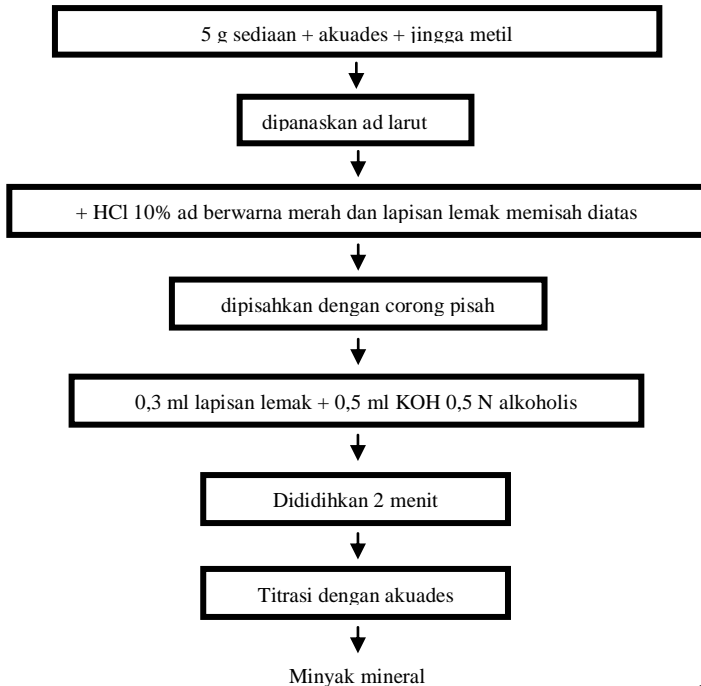 5 g sediaan + akuades + jingga metil
dipanaskan ad larut
+ HCl 10% ad berwarna merah dan lapisan lemak memisah diatas
dipisahkan dengan corong pisah
0,3 ml lapisan lemak + 0,5 ml KOH 0,5 N alkoholis
Dididihkan 2 menit
Titrasi dengan akuades
Minyak mineral